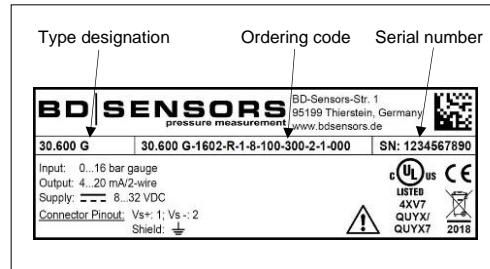 Type designation Ordering code Serial number
BD SENSORS
pressure measurement
BD-Sensors-Str. 1
95199 Thierstein, Germany
www.bdsensors.de
30.600 G 30.600 G-1602-R-1-8-100-300-2-1-000 SN: 1234567890
Input: 0...16 bar gauge
Output: 4...20 mA/2-wire
Supply: 8...32 VDC
Connector Pinout: Vs+: 1; Vs -: 2
Shield:
c UL us CE
LISTED
4XV7
QUYX/
QUYX7 2018